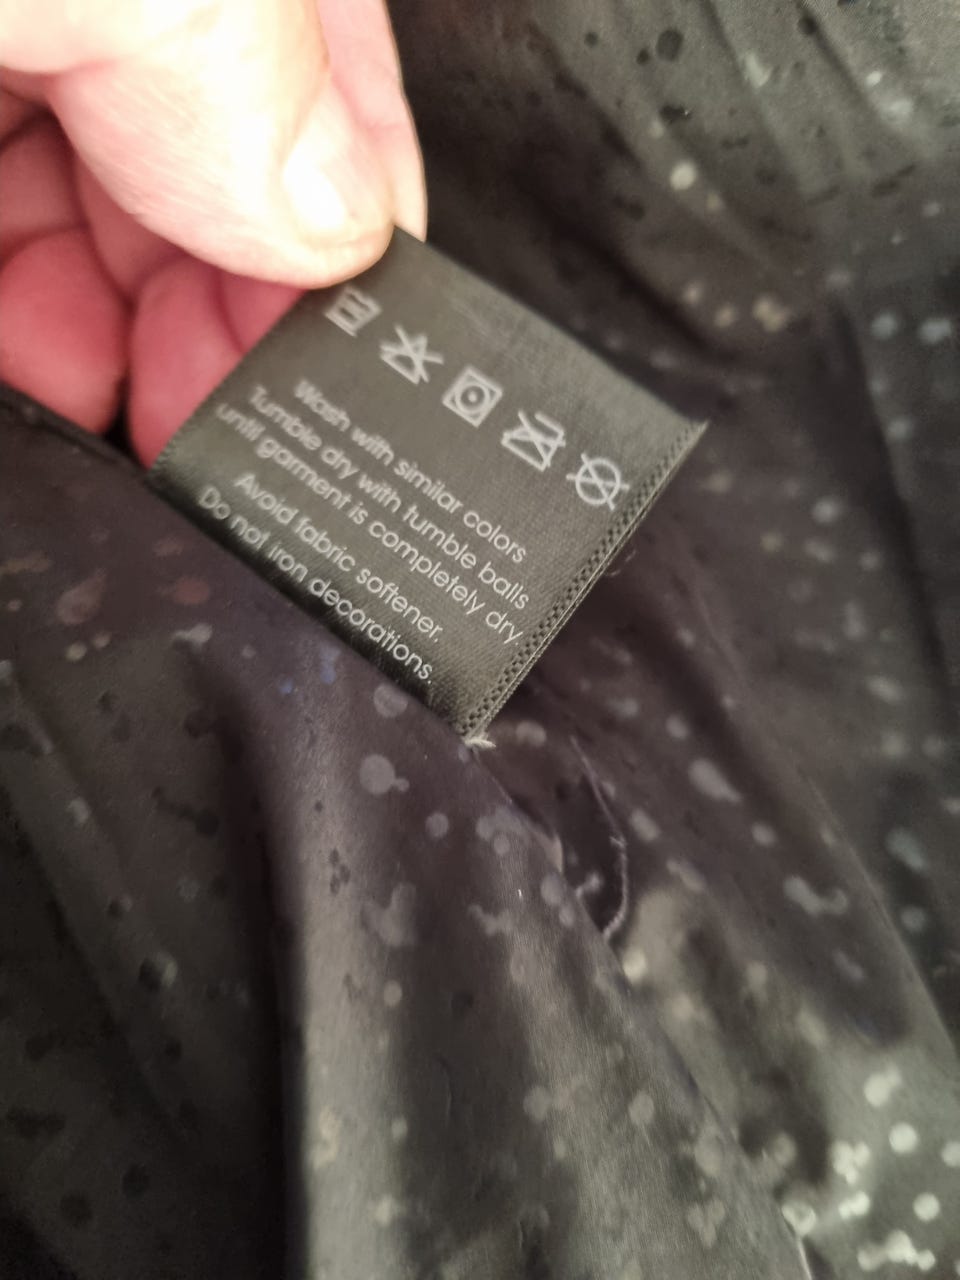 Wash with similar colors
Tumble dry with tumble balls
until garment is completely dry.
Avoid fabric softener.
Do not iron decorations.